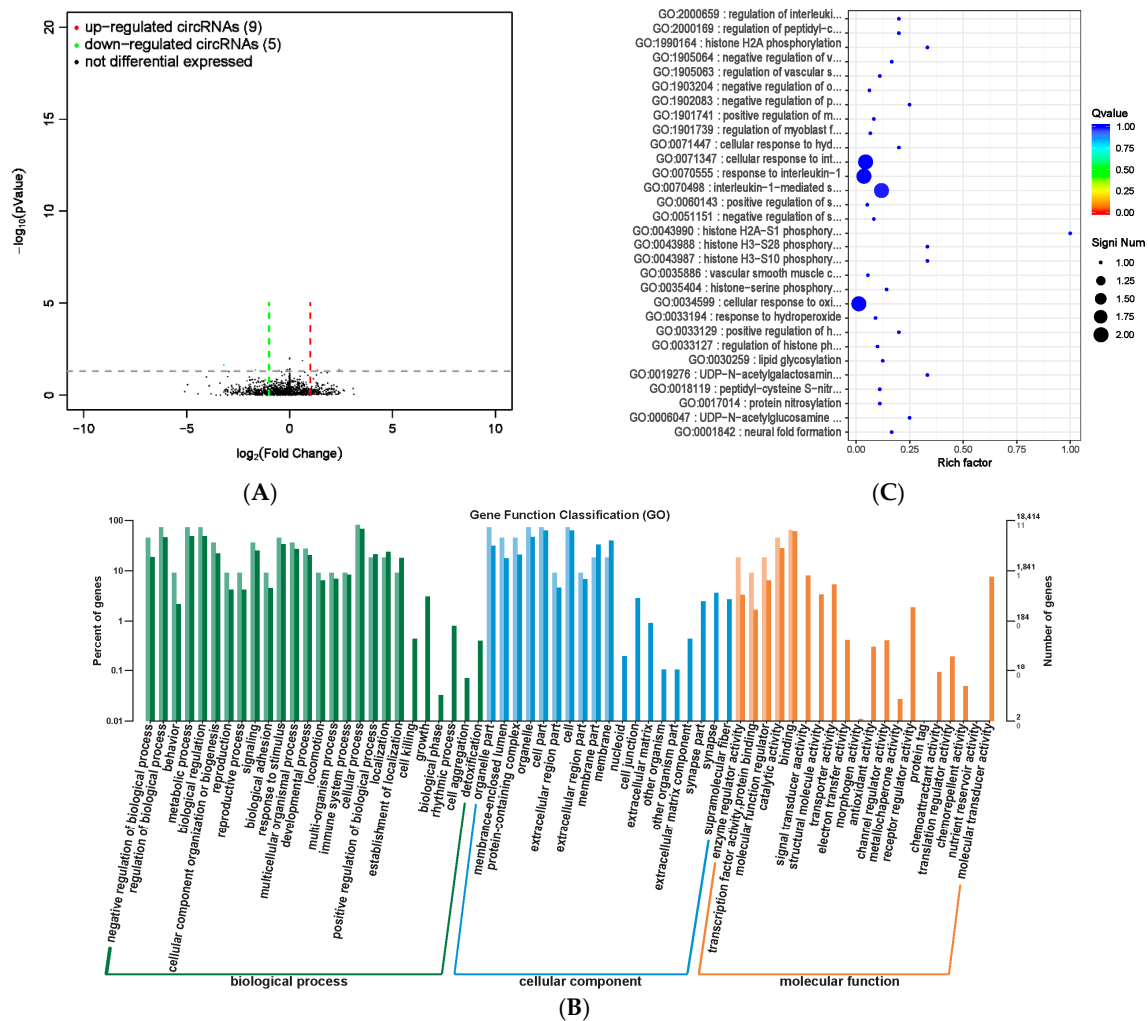 up-regulated circRNAs (9)
down-regulated circRNAs (5)
not differential expressed
20
15
10
5
0
−10
−5
0
5
10
−log10(pValue)
log2(Fold Change)
(A)
GO:2000659 : regulation of interleuki...
GO:2000169 : regulation of peptidyl-c...
GO:1990164 : histone H2A phosphorylation
GO:1905064 : negative regulation of v...
GO:1905063 : regulation of vascular s...
GO:1903204 : negative regulation of o...
GO:1902083 : negative regulation of p...
GO:1901741 : positive regulation of m...
GO:1901739 : regulation of myoblast f...
GO:0071447 : cellular response to hyd...
GO:0071347 : cellular response to int...
GO:0070555 : response to interleukin-1
GO:0070498 : interleukin-1-mediated s...
GO:0060143 : positive regulation of s...
GO:0051151 : negative regulation of s...
GO:0043990 : histone H2A-S1 phosphory...
GO:0043988 : histone H3-S28 phosphory...
GO:0043987 : histone H3-S10 phosphory...
GO:0035886 : vascular smooth muscle c...
GO:0035404 : histone-serine phosphory...
GO:0034599 : cellular response to oxi...
GO:0033194 : response to hydroperoxide
GO:0033129 : positive regulation of h...
GO:0033127 : regulation of histone ph...
GO:0030259 : lipid glycosylation
GO:0019276 : UDP-N-acetylgalactosamin...
GO:0018119 : peptidyl-cysteine S-nitr...
GO:0017014 : protein nitrosylation
GO:0006047 : UDP-N-acetylglucosamine ...
GO:0001842 : neural fold formation
0.00
0.25
0.50
0.75
1.00
Rich factor
Qvalue
1.00
0.75
0.50
0.25
0.00
Signi Num
1.00
1.25
1.50
1.75
2.00
(C)
Gene Function Classification (GO)
100
10
1
0.1
0.01
Percent of genes
18,414
11
1,841
1
184
0
18
0
2
0
Number of genes
negative regulation of biological process
regulation of biological process
behavior
metabolic process
biological regulation
cellular component organization or biogenesis
reproduction
reproductive process
signaling
biological adhesion
response to stimulus
multicellular organismal process
developmental process
locomotion
multi-organism process
immune system process
cellular process
positive regulation of biological process
localization
establishment of localization
cell killing
growth
biological phase
rhythmic process
cell aggregation
detoxification
organelle part
membrance-enclosed lumen
protein-containing complex
organelle
cell part
extracellular region
cell
extracellular region part
membrane part
membrane
nucleoid
cell junction
extracellular matrix
other organism
other organism part
extracellular matrix component
synapse part
synapse
supramolecular fiber
enzyme regulator activity
transcription factor activity,protein binding
molecular function regulator
catalytic activity
binding
signal transducer aactivity
structural molecule activity
transporter activity
electron transfer activity
morphogen activity
antioxidant activity
channel regulator activity
metallochaperone activity
receptor regulator activity
protein tag
chemoattractant activity
translation regulator activity
chemorepellent activity
nutrient reservoir activity
molecular transducer activity
biological process
cellular component
molecular function
(B)